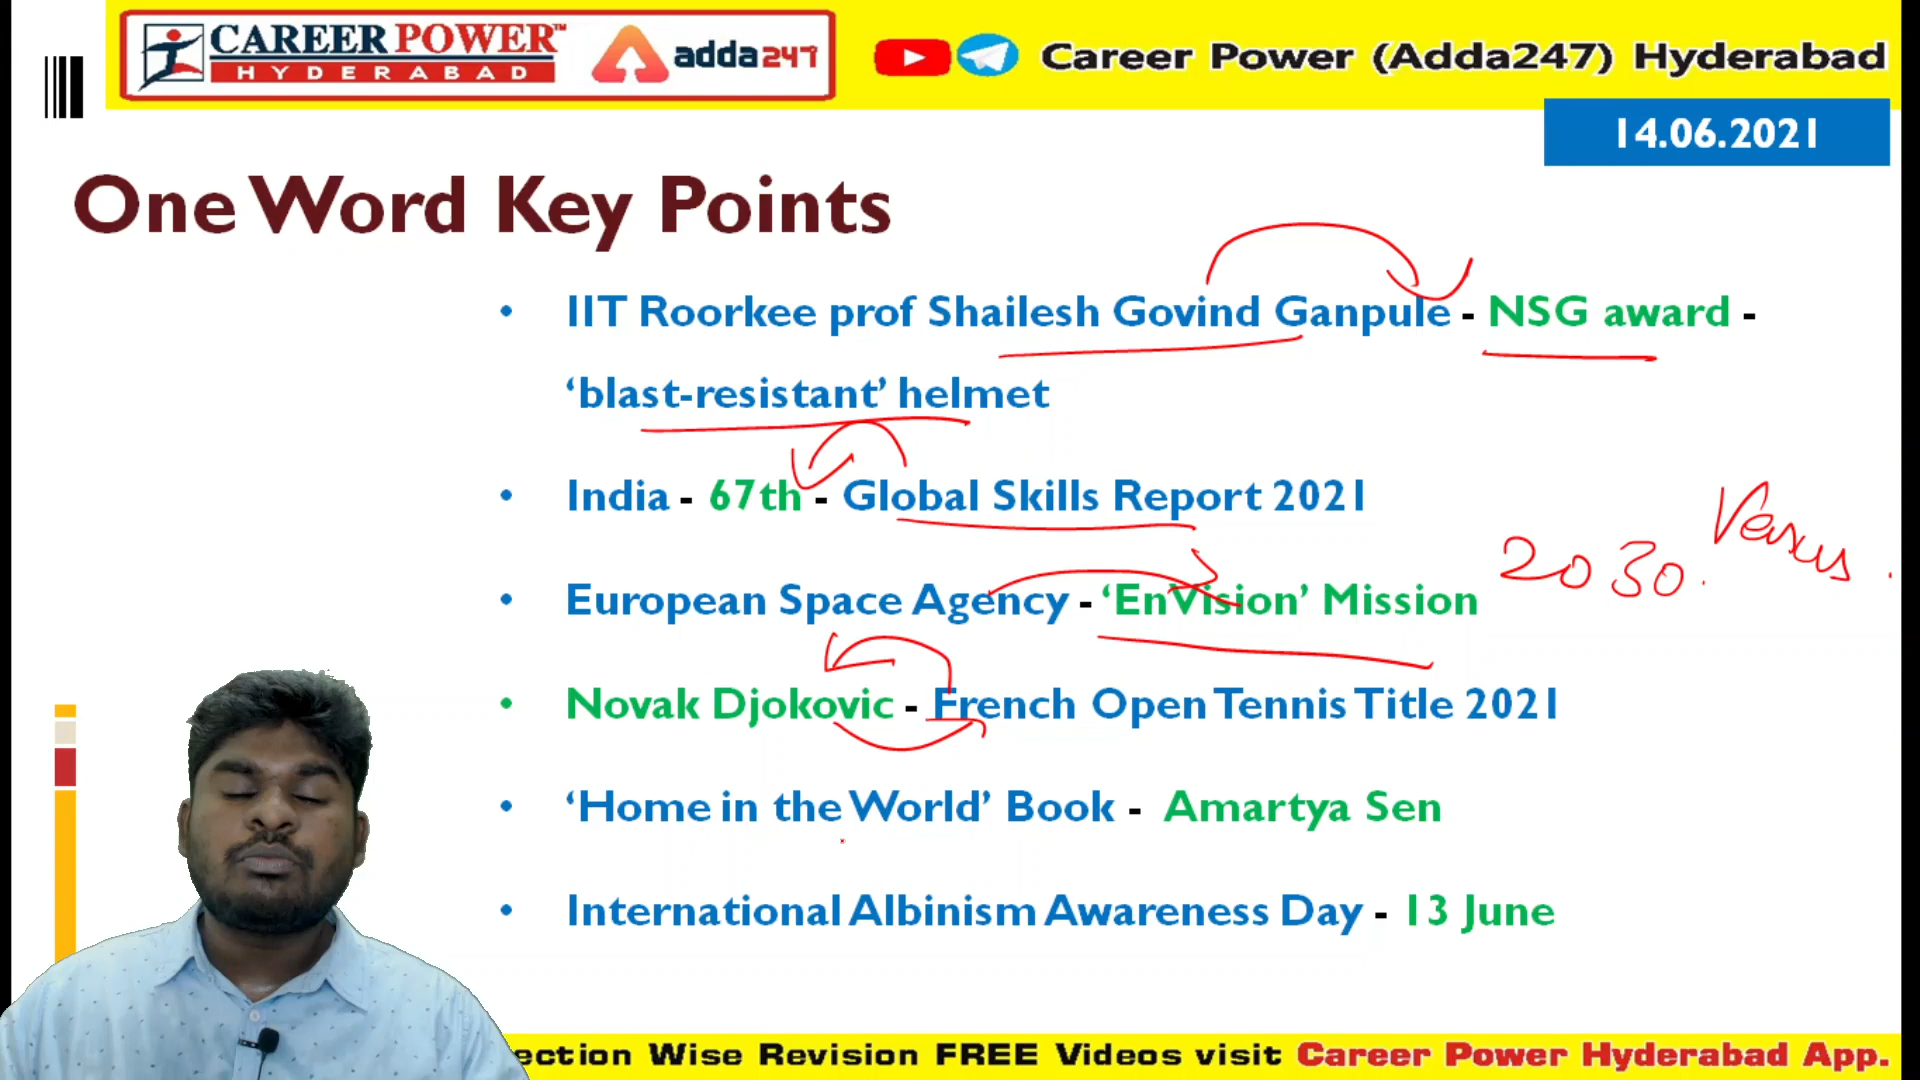 CAREER POWER™
HYDERABAD
adda247
Career Power (Adda247) Hyderabad
14.06.2021
One Word Key Points
• IIT Roorkee prof Shailesh Govind Ganpule - NSG award -
‘blast-resistant’ helmet
• India - 67th - Global Skills Report 2021
• European Space Agency - ‘EnVision’ Mission
2030. Venus.
• Novak Djokovic - French Open Tennis Title 2021
• ‘Home in the World’ Book - Amartya Sen
• International Albinism Awareness Day - 13 June
ection Wise Revision FREE Videos visit Career Power Hyderabad App.